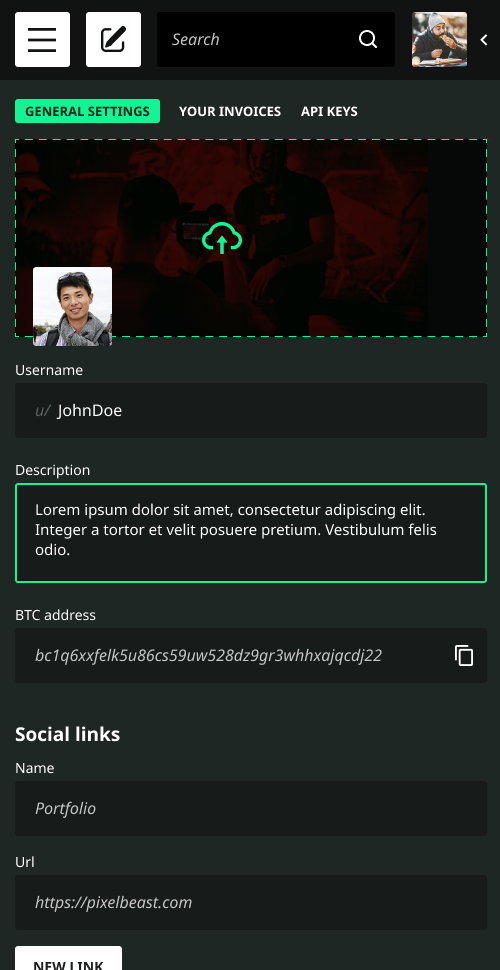 Search
GENERAL SETTINGS
YOUR INVOICES
API KEYS
Username
u/ JohnDoe
Description
Lorem ipsum dolor sit amet, consectetur adipiscing elit.
Integer a tortor et velit posuere pretium. Vestibulum felis
odio.
BTC address
bc1q6xxfelk5u86cs59uw528dz9gr3whhxajqcdj22
Social links
Name
Portfolio
Url
https://pixelbeast.com
NEW LINK